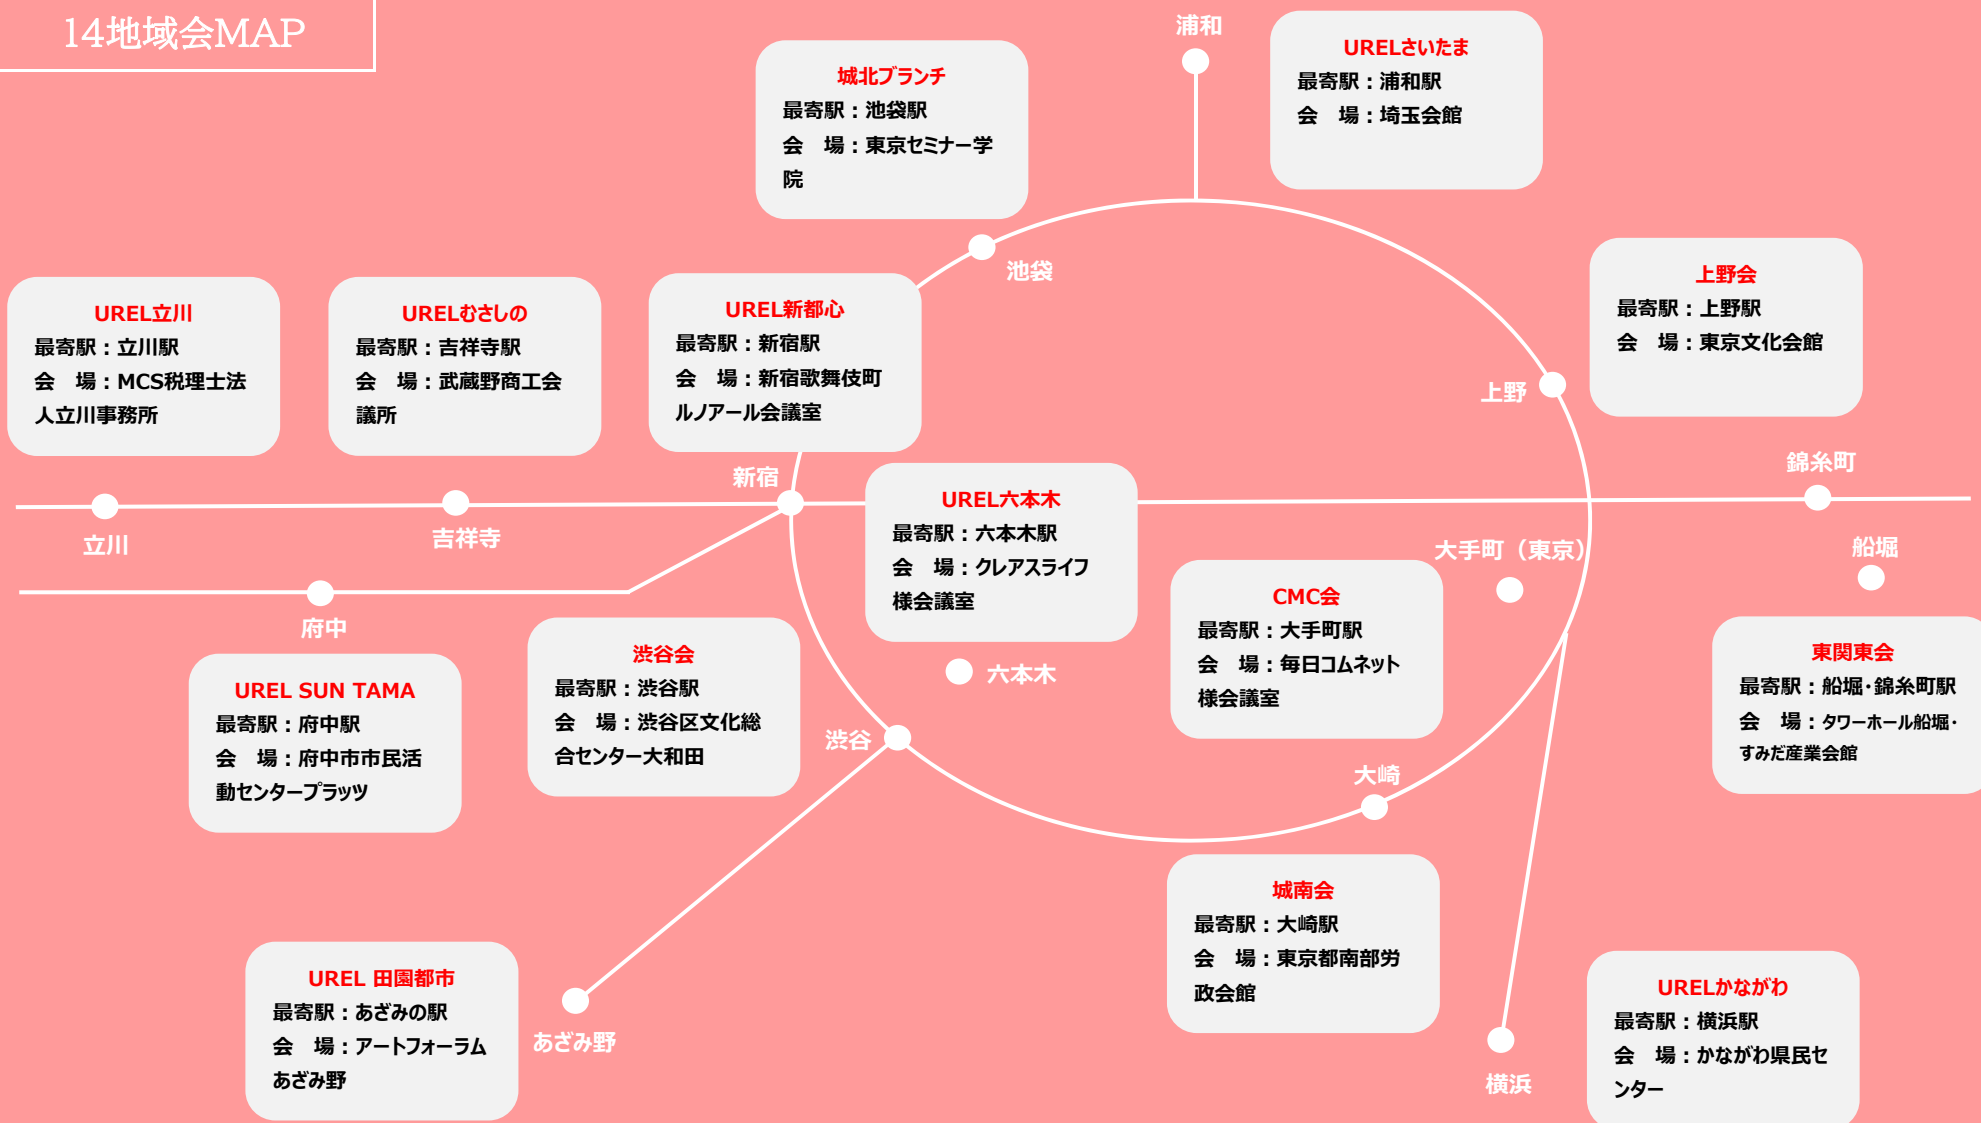 14地域会MAP
浦和
URELさいたま
最寄駅：浦和駅
会　場：埼玉会館
城北ブランチ
最寄駅：池袋駅
会　場：東京セミナー学
院
池袋
上野会
最寄駅：上野駅
会　場：東京文化会館
上野
UREL立川
最寄駅：立川駅
会　場：MCS税理士法
人立川事務所
URELむさしの
最寄駅：吉祥寺駅
会　場：武蔵野商工会
議所
UREL新都心
最寄駅：新宿駅
会　場：新宿歌舞伎町
ルノアール会議室
新宿
錦糸町
立川
吉祥寺
UREL六本木
最寄駅：六本木駅
会　場：クレアスライフ
様会議室
六本木
大手町（東京）
船堀
CMC会
最寄駅：大手町駅
会　場：毎日コムネット
様会議室
府中
UREL SUN TAMA
最寄駅：府中駅
会　場：府中市市民活
動センタープラッツ
渋谷会
最寄駅：渋谷駅
会　場：渋谷区文化総
合センター大和田
渋谷
東関東会
最寄駅：船堀・錦糸町駅
会　場：タワーホール船堀・
すみだ産業会館
大崎
城南会
最寄駅：大崎駅
会　場：東京都南部労
政会館
UREL 田園都市
最寄駅：あざみの駅
会　場：アートフォーラム
あざみ野
あざみ野
横浜
URELかながわ
最寄駅：横浜駅
会　場：かながわ県民セ
ンター